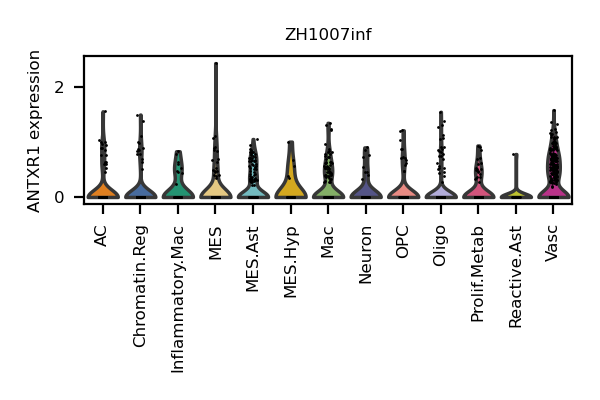 ZH1007inf
ANTXR1 expression
2
0
AC
Chromatin.Reg
Inflammatory.Mac
MES
MES.Ast
MES.Hyp
Mac
Neuron
OPC
Oligo
Prolif.Metab
Reactive.Ast
Vasc